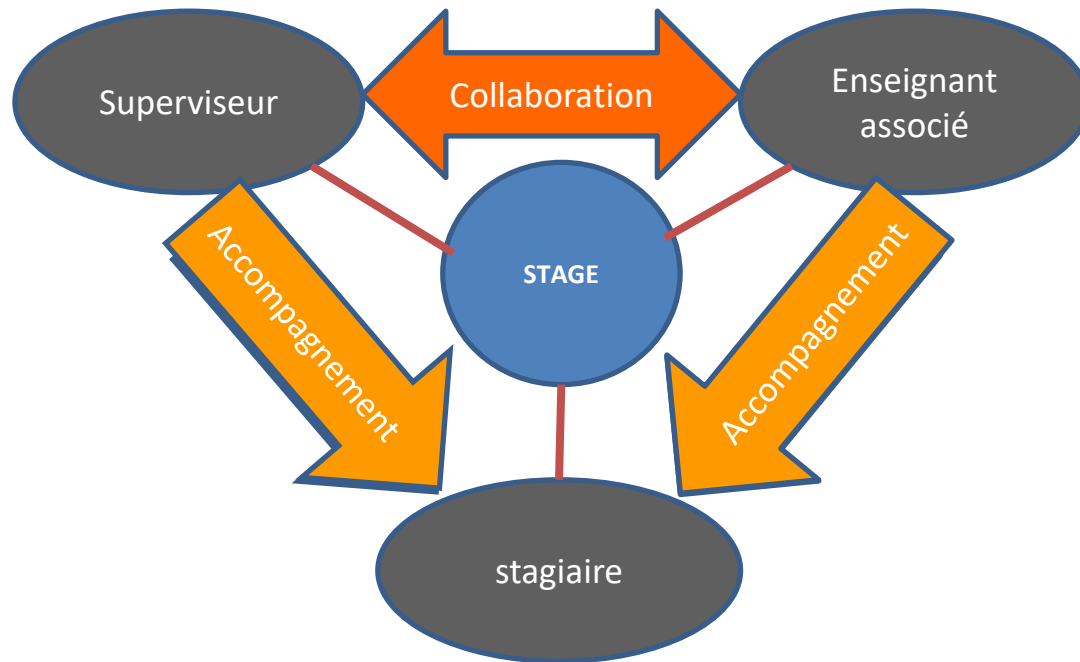 Superviseur
Collaboration
Enseignant
associé
Accompagnement
STAGE
Accompagnement
stagiaire